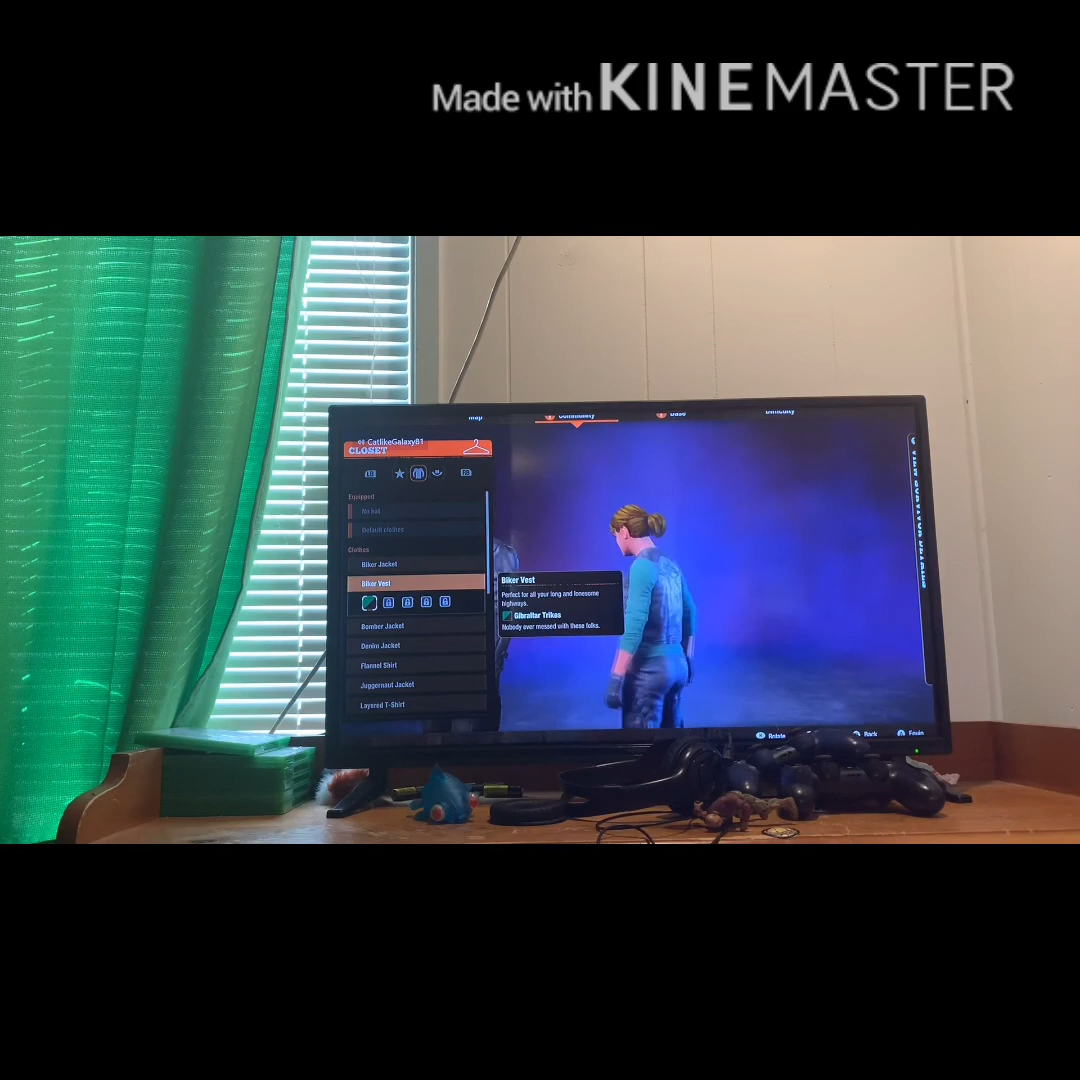 Made with KINEMASTER
Map
Community
Base
Difficulty
CatlikeGalaxy81
CLOSET
LB
RB
Equipped
No hat
Default clothes
Clothes
Biker Jacket
Biker Vest
Bomber Jacket
Denim Jacket
Flannel Shirt
Juggernaut Jacket
Layered T-Shirt
Biker Vest
Perfect for all your long and lonesome
highways.
Gibraltar Trikes
Nobody ever messed with these folks.
Rotate
Back